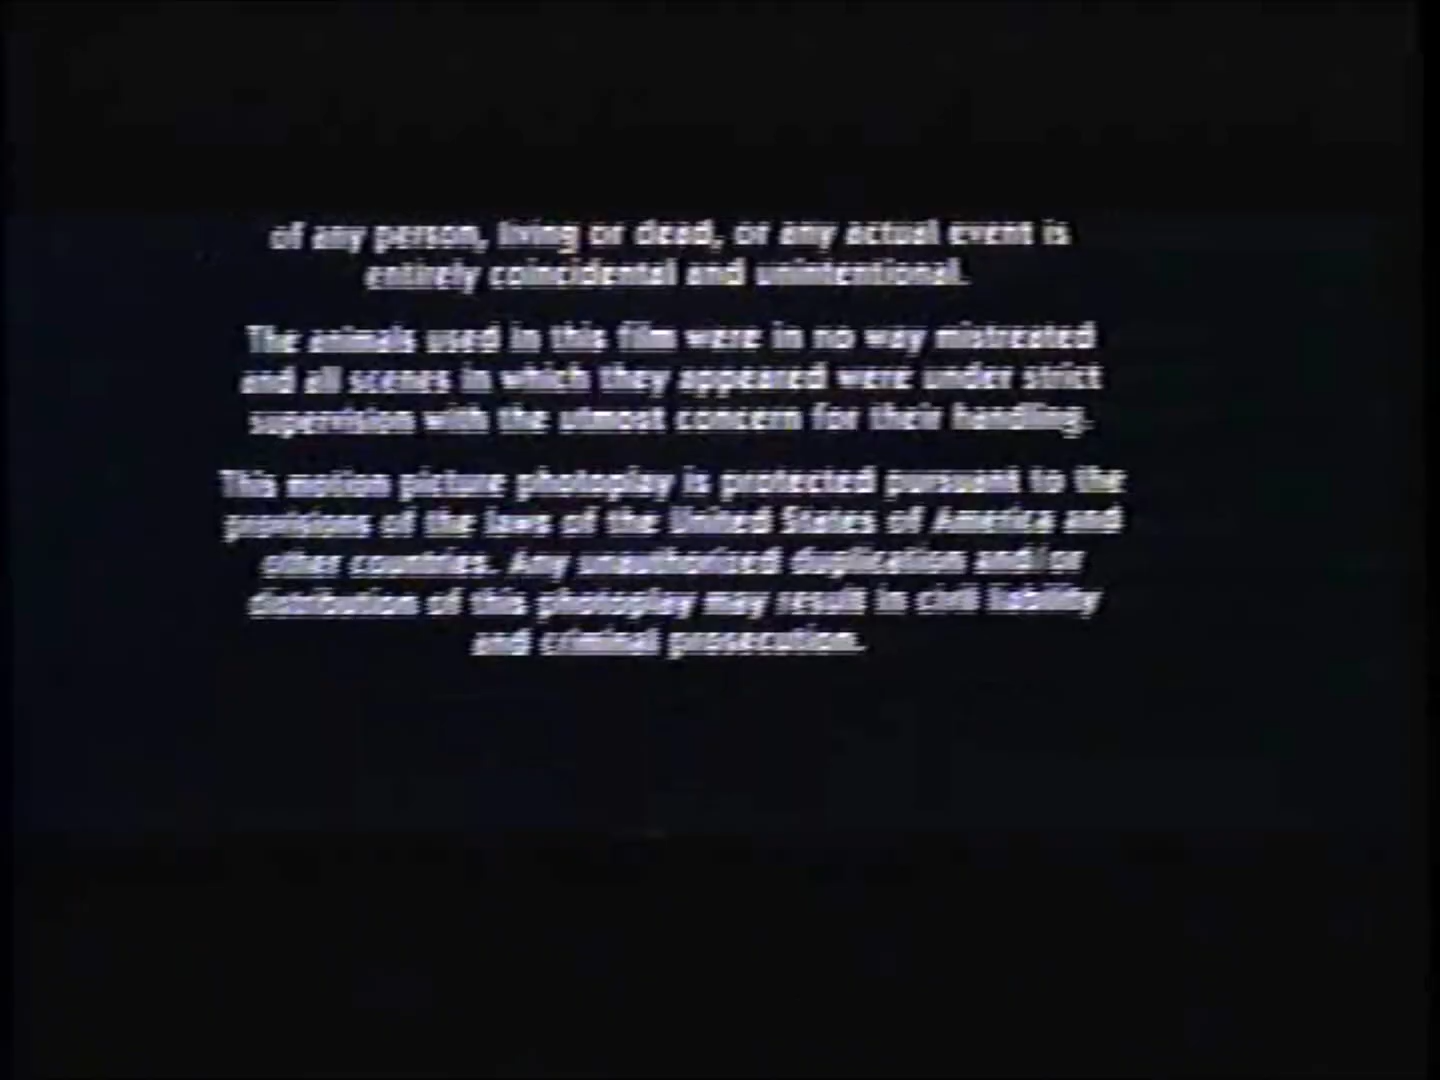 of any person, living or dead, or any actual event is
entirely coincidental and unintentional.
The animals used in this film were in no way mistreated
and all scenes in which they appeared were under strict
supervision with the utmost concern for their handling.
This motion picture photoplay is protected pursuant to the
provisions of the laws of the United States of America and
other countries. Any unauthorized duplication and/or
distribution of this photoplay may result in civil liability
and criminal prosecution.